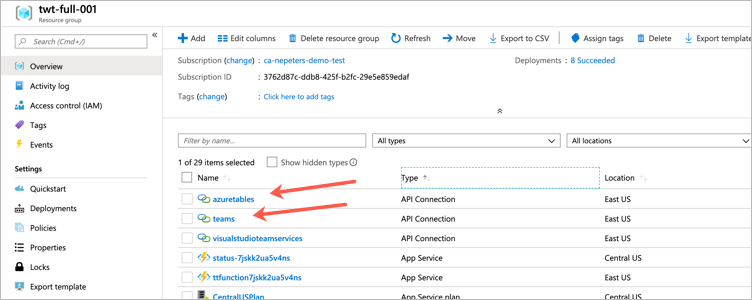 twt-full-001
Resource group
Search (Cmd+/)
Overview
Activity log
Access control (IAM)
Tags
Events
Settings
Quickstart
Deployments
Policies
Properties
Locks
Export template
Add Edit columns Delete resource group Refresh Move Export to CSV Assign tags Delete Export template
Subscription (change) : ca-nepeters-demo-test Deployments : 8 Succeeded
Subscription ID : 3762d87c-ddb8-425f-b2fc-29e5e859edaf
Tags (change) : Click here to add tags
Filter by name... All types All locations
1 of 29 items selected Show hidden types
Name Type Location
azuretables API Connection East US
teams API Connection East US
visualstudioteamservices API Connection East US
status-7jskk2ua5v4ns App Service Central US
ttfunction7jskk2ua5v4ns App Service East US
CentralUSPlan App Service plan Central US